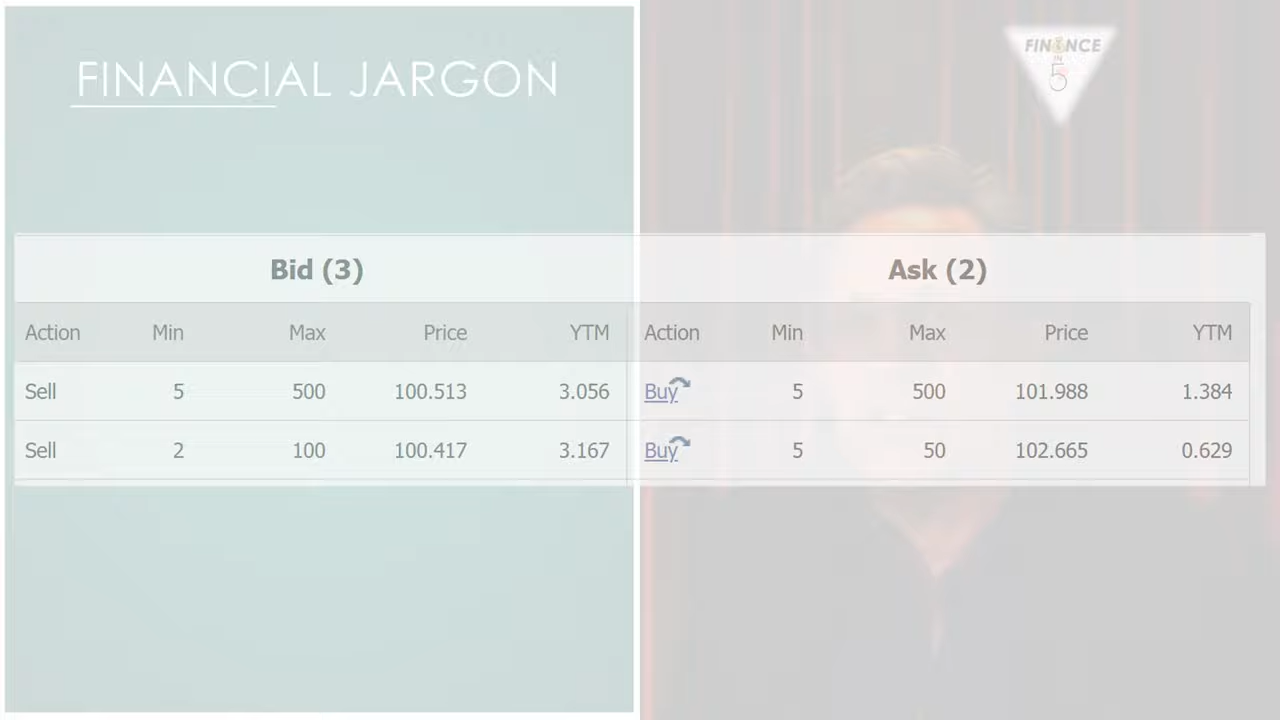 FINANCIAL JARGON
FINANCE
IN
5
Bid (3) Ask (2)
Action Min Max Price YTM Action Min Max Price YTM
Sell 5 500 100.513 3.056 Buy 5 500 101.988 1.384
Sell 2 100 100.417 3.167 Buy 5 50 102.665 0.629